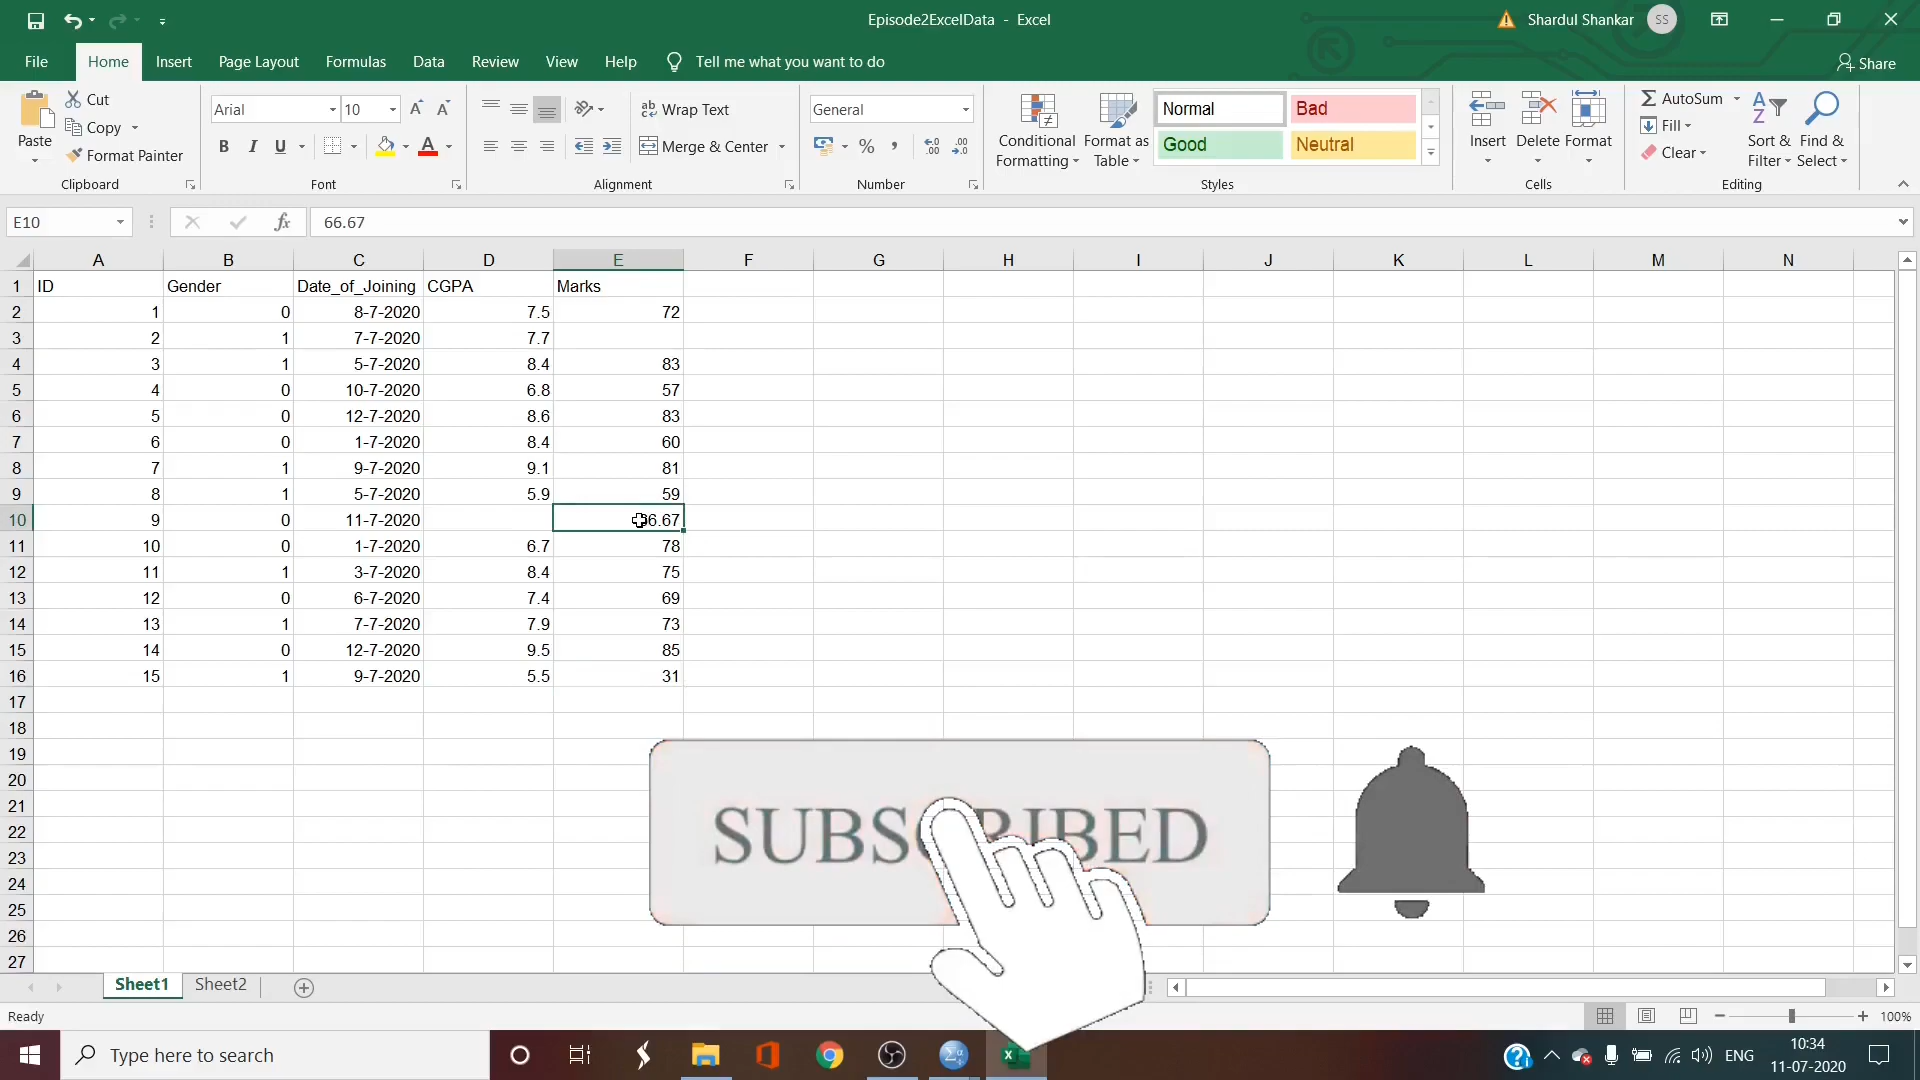 Episode2ExcelData - Excel
Shardul Shankar SS
File Home Insert Page Layout Formulas Data Review View Help Tell me what you want to do Share
Paste Cut Copy Format Painter Clipboard
Arial 10 B I U A Font
Wrap Text Merge & Center Alignment
General % , Number
Conditional Formatting Format as Table Normal Bad Good Neutral Styles
Insert Delete Format Cells
AutoSum Fill Clear Sort & Filter Find & Select Editing
E10 fx 66.67
A B C D E F G H I J K L M N
1 ID Gender Date_of_Joining CGPA Marks
2 1 0 8-7-2020 7.5 72
3 2 1 7-7-2020 7.7
4 3 1 5-7-2020 8.4 83
5 4 0 10-7-2020 6.8 57
6 5 0 12-7-2020 8.6 83
7 6 0 1-7-2020 8.4 60
8 7 1 9-7-2020 9.1 81
9 8 1 5-7-2020 5.9 59
10 9 0 11-7-2020 66.67
11 10 0 1-7-2020 6.7 78
12 11 1 3-7-2020 8.4 75
13 12 0 6-7-2020 7.4 69
14 13 1 7-7-2020 7.9 73
15 14 0 12-7-2020 9.5 85
16 15 1 9-7-2020 5.5 31
17
18
19
20
21
22
23
24
25
26
27
SUBSCRIBED
Sheet1 Sheet2
Ready 100%
Type here to search
ENG 10:34
11-07-2020